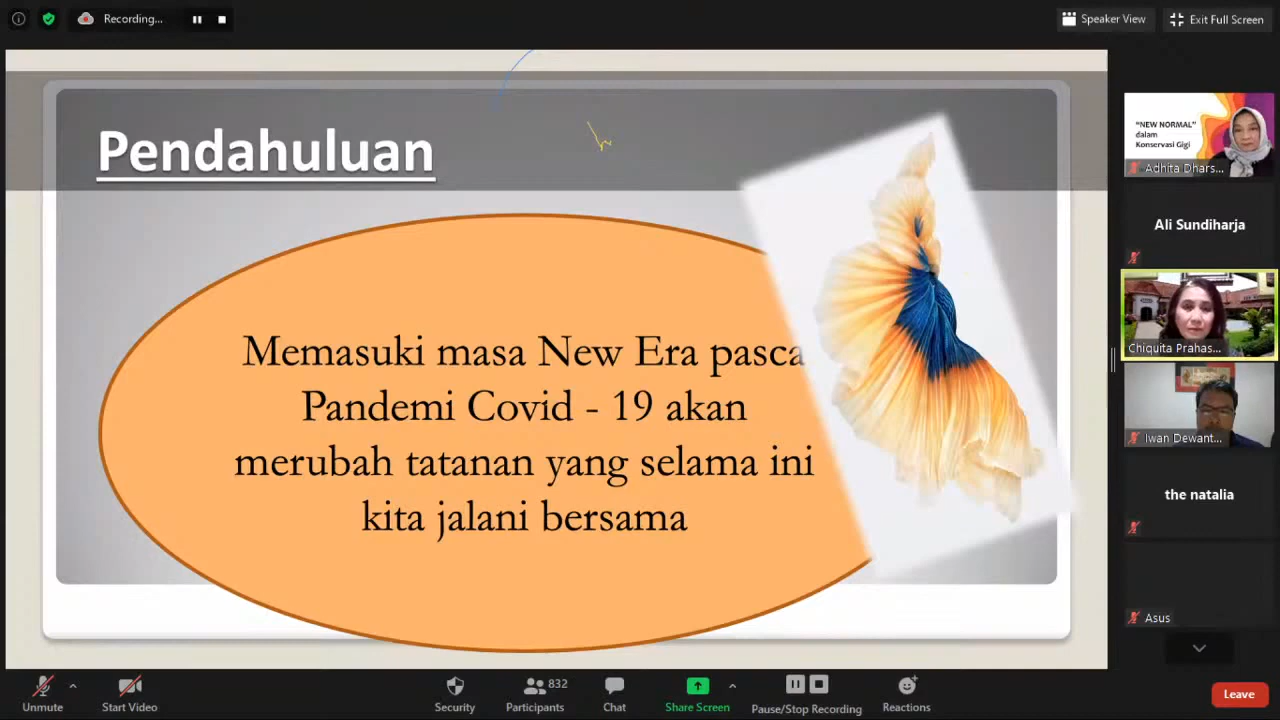 Recording...
Speaker View
Exit Full Screen
Pendahuluan
Memasuki masa New Era pasca
Pandemi Covid - 19 akan
merubah tatanan yang selama ini
kita jalani bersama
"NEW NORMAL"
dalam
Konservasi Gigi
Adhita Dhars...
Ali Sundiharja
Chiquita Prahas...
Iwan Dewant...
the natalia
Asus
Unmute
Start Video
Security
832
Participants
Chat
Share Screen
Pause/Stop Recording
Reactions
Leave